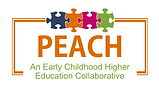 PEACH
An Early Childhood Higher
Education Collaborative